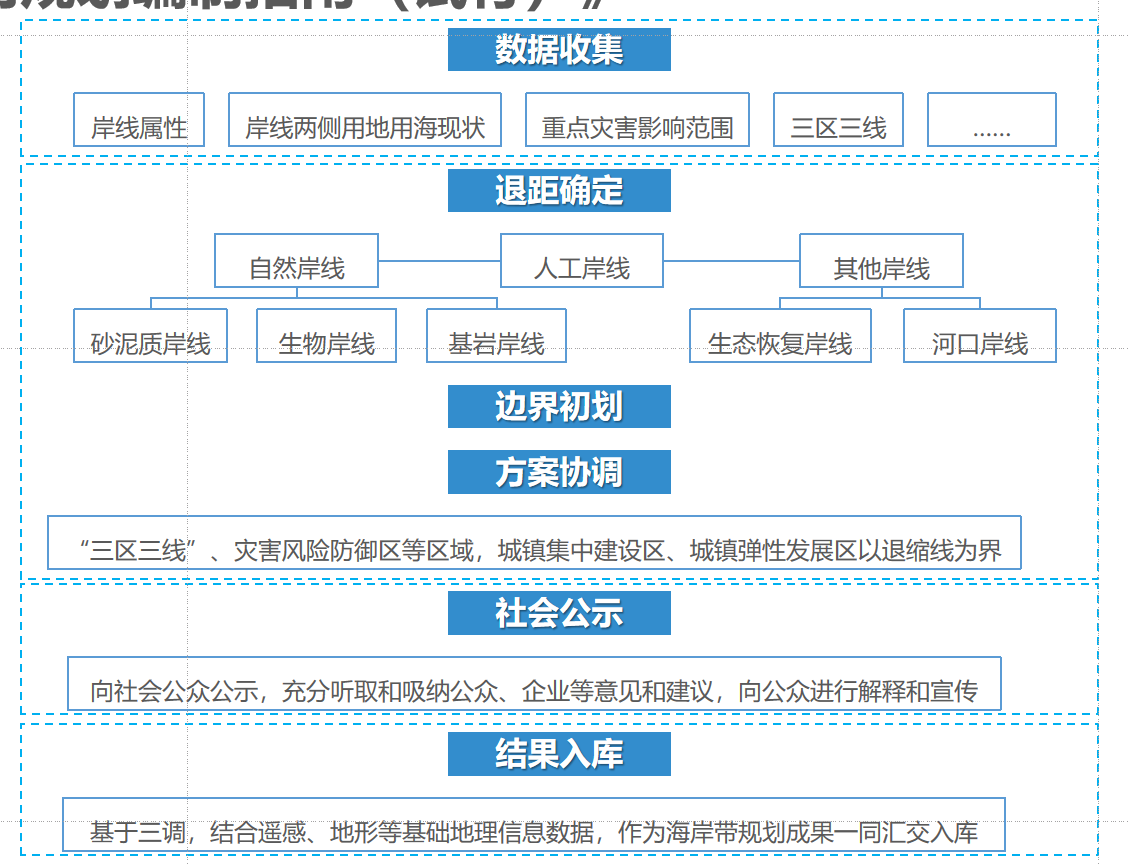 规划编制指南（试行）》
数据收集
岸线属性 岸线两侧用地用海现状 重点灾害影响范围 三区三线 ……
退距确定
自然岸线 人工岸线 其他岸线
砂泥质岸线 生物岸线 基岩岸线 生态恢复岸线 河口岸线
边界初划
方案协调
“三区三线”、灾害风险防御区等区域，城镇集中建设区、城镇弹性发展区以退缩线为界
社会公示
向社会公众公示，充分听取和吸纳公众、企业等意见和建议，向公众进行解释和宣传
结果入库
基于三调，结合遥感、地形等基础地理信息数据，作为海岸带规划成果一同汇交入库